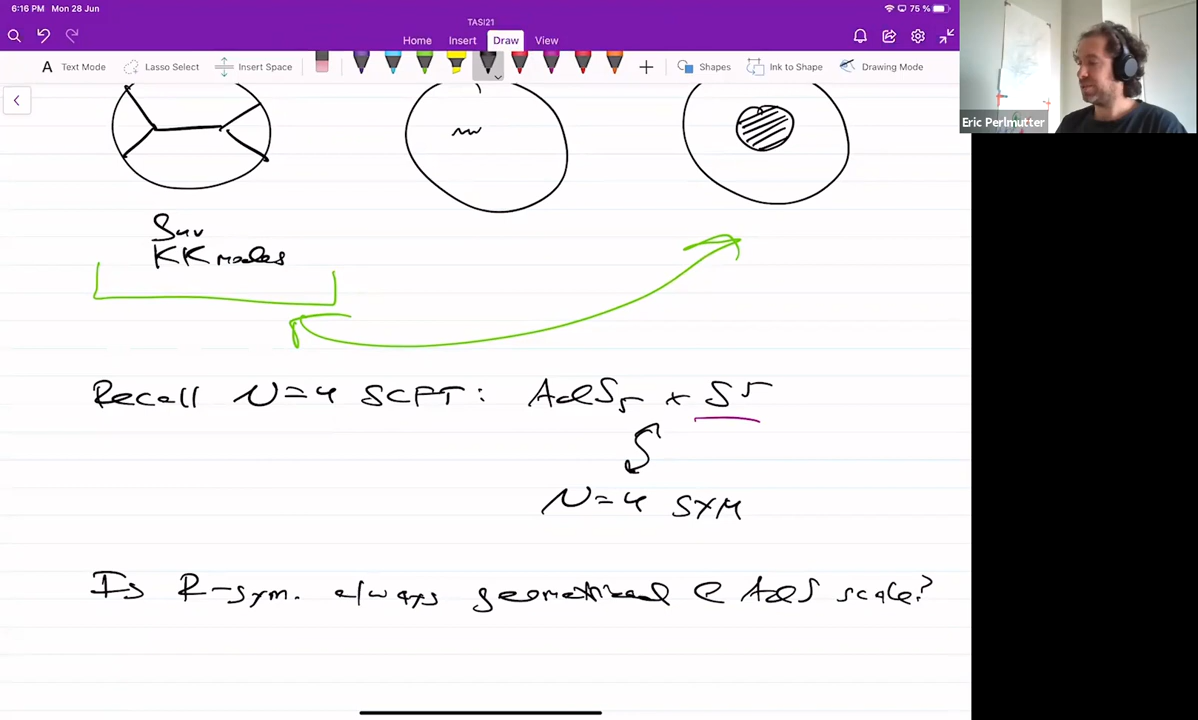 6:16 PM Mon 28 Jun
75 %
TASI21
Home Insert Draw View
A Text Mode Lasso Select Insert Space + Shapes Ink to Shape Drawing Mode
Eric Perlmutter
KK modes
Recall N=4 SCFT: AdS5 x S5
N=4 SYM
Is R-sym. always geometrized @ AdS scale?